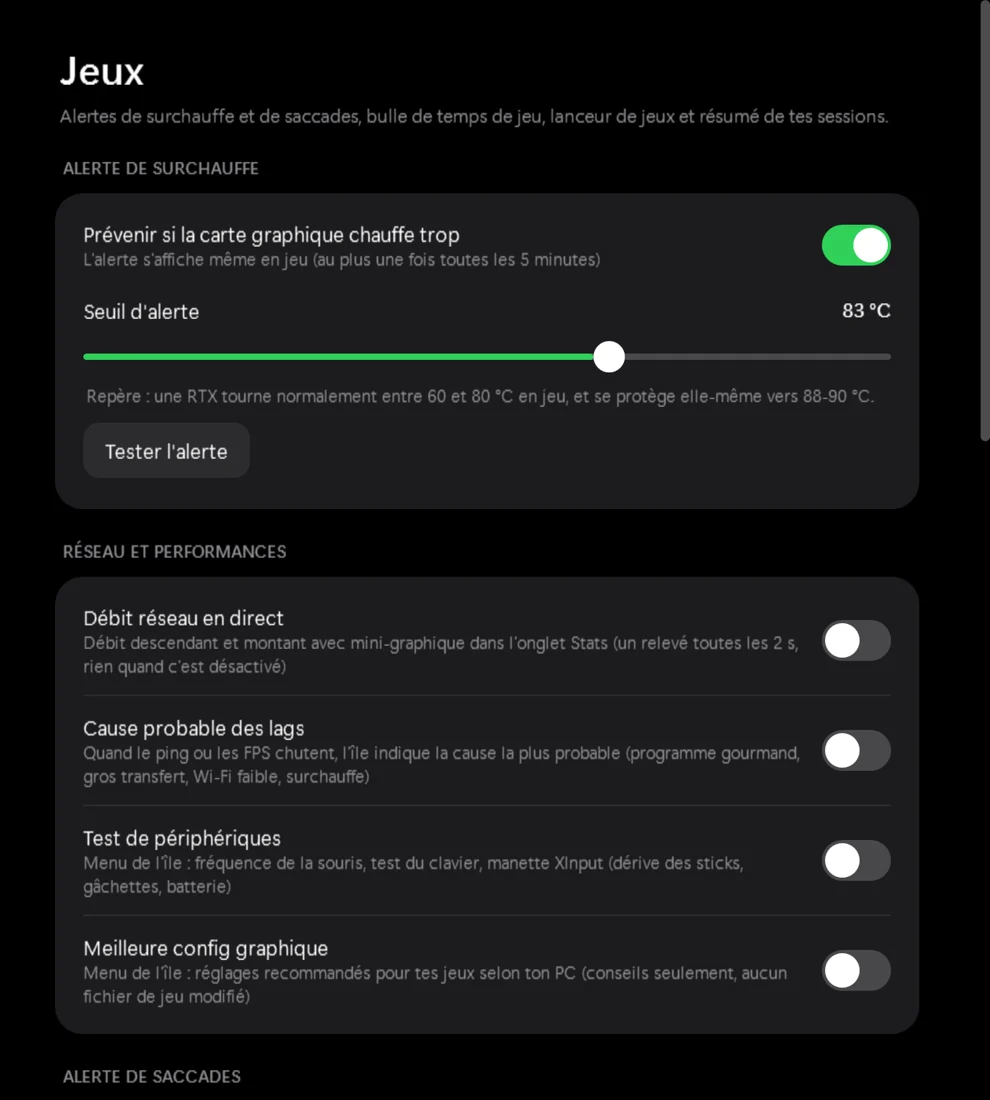 Jeux
Alertes de surchauffe et de saccades, bulle de temps de jeu, lanceur de jeux et résumé de tes sessions.
ALERTE DE SURCHAUFFE
Prévenir si la carte graphique chauffe trop
L'alerte s'affiche même en jeu (au plus une fois toutes les 5 minutes)
Seuil d'alerte
83 °C
Repère : une RTX tourne normalement entre 60 et 80 °C en jeu, et se protège elle-même vers 88-90 °C.
Tester l'alerte
RÉSEAU ET PERFORMANCES
Débit réseau en direct
Débit descendant et montant avec mini-graphique dans l'onglet Stats (un relevé toutes les 2 s,
rien quand c'est désactivé)
Cause probable des lags
Quand le ping ou les FPS chutent, l'île indique la cause la plus probable (programme gourmand,
gros transfert, Wi-Fi faible, surchauffe)
Test de périphériques
Menu de l'île : fréquence de la souris, test du clavier, manette XInput (dérive des sticks,
gâchettes, batterie)
Meilleure config graphique
Menu de l'île : réglages recommandés pour tes jeux selon ton PC (conseils seulement, aucun
fichier de jeu modifié)
ALERTE DE SACCADES